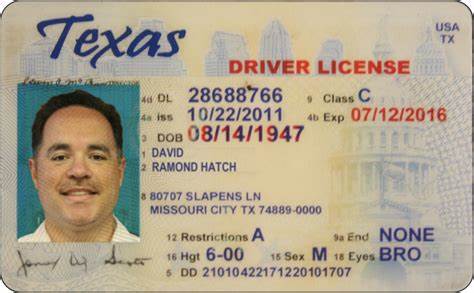 Texas
USA
TX
DRIVER LICENSE
4d DL 28688766 9 Class C
4a Iss 10/22/2011 4b Exp 07/12/2016
3 DOB 08/14/1947
1 DAVID
2 RAMOND HATCH
8 80707 SLAPENS LN
MISSOURI CITY TX 74889-0000
12 Restrictions A 9a End NONE
16 Hgt 6-00 15 Sex M 18 Eyes BRO
5 DD 21010422171220101707